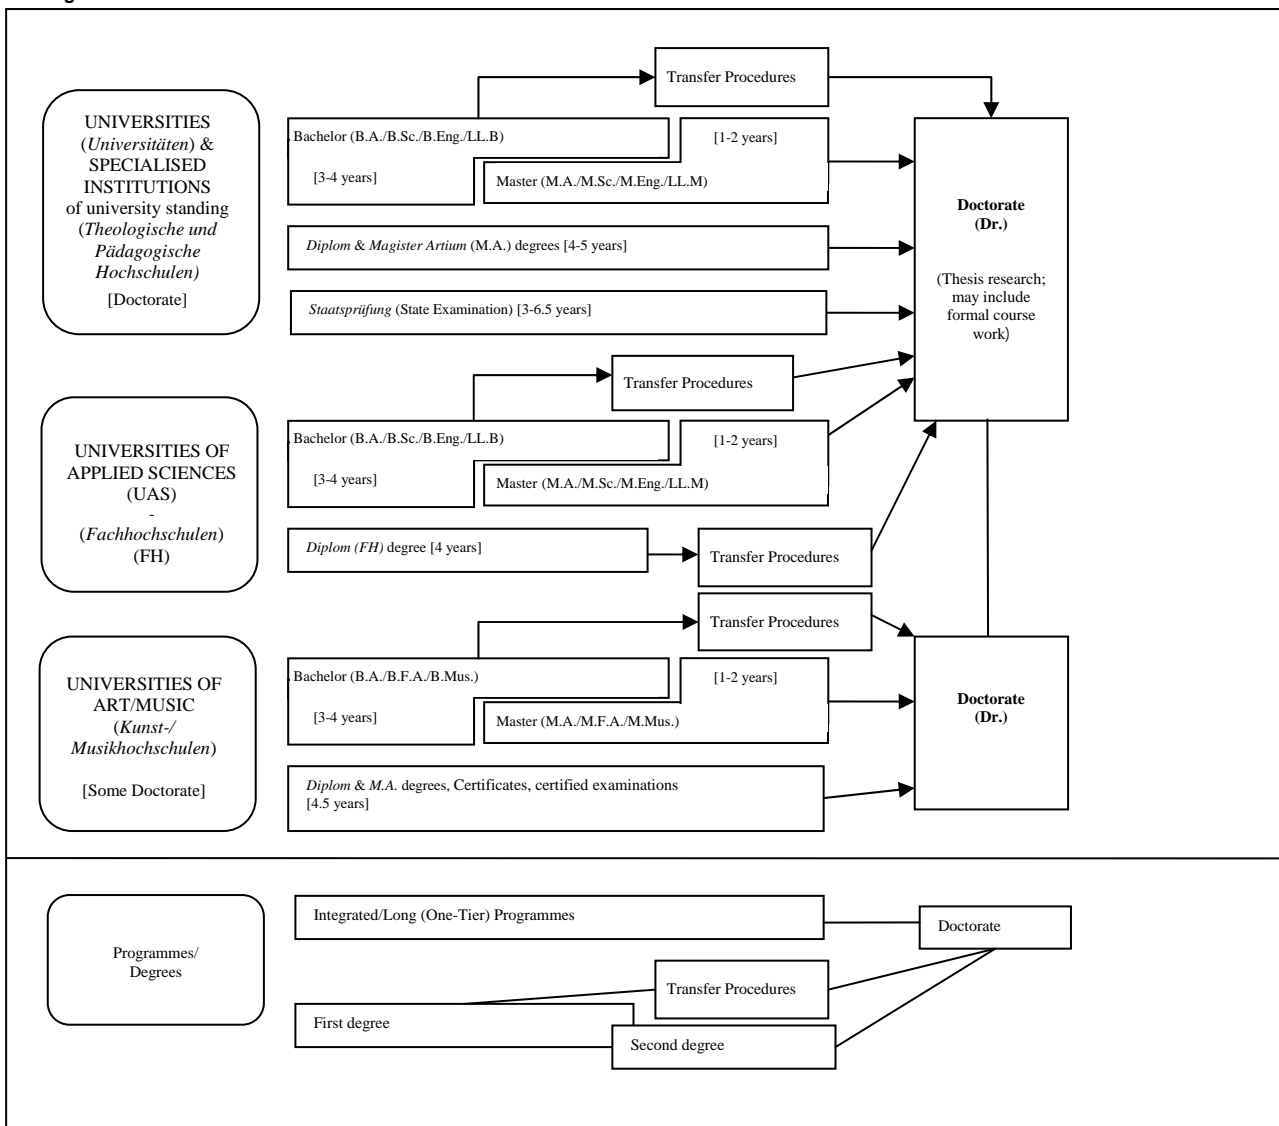 Transfer Procedures
UNIVERSITIES
(Universitäten) &
SPECIALISED
INSTITUTIONS
of university standing
(Theologische und
Pädagogische
Hochschulen)
[Doctorate]
Bachelor (B.A./B.Sc./B.Eng./LL.B)
[1-2 years]
[3-4 years]
Master (M.A./M.Sc./M.Eng./LL.M)
Diplom & Magister Artium (M.A.) degrees [4-5 years]
Staatsprüfung (State Examination) [3-6.5 years]
Doctorate
(Dr.)
(Thesis research;
may include
formal course
work)
Transfer Procedures
UNIVERSITIES OF
APPLIED SCIENCES
(UAS)
-
(Fachhochschulen)
(FH)
Bachelor (B.A./B.Sc./B.Eng./LL.B)
[1-2 years]
[3-4 years]
Master (M.A./M.Sc./M.Eng./LL.M)
Diplom (FH) degree [4 years]
Transfer Procedures
Transfer Procedures
UNIVERSITIES OF
ART/MUSIC
(Kunst-/
Musikhochschulen)
[Some Doctorate]
Bachelor (B.A./B.F.A./B.Mus.)
[1-2 years]
[3-4 years]
Master (M.A./M.F.A./M.Mus.)
Diplom & M.A. degrees, Certificates, certified examinations
[4.5 years]
Doctorate
(Dr.)
Programmes/
Degrees
Integrated/Long (One-Tier) Programmes
Doctorate
Transfer Procedures
First degree
Second degree